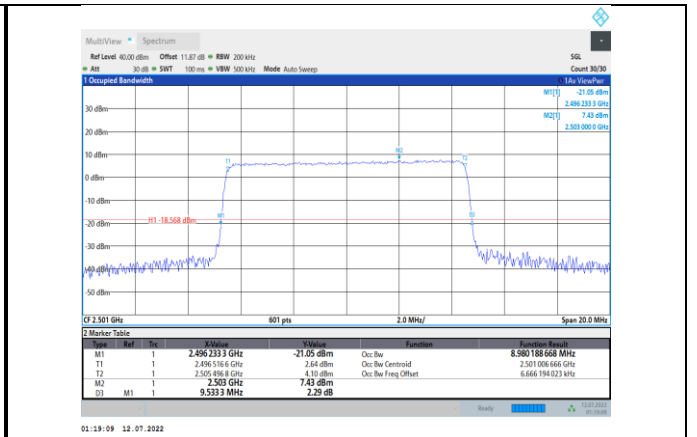 MultiView Spectrum
Ref Level 40.00 dBm Offset 11.87 dB RBW 200 kHz SGL
Att 30 dB SWT 100 ms VBW 500 kHz Mode Auto Sweep Count 30/30
1 Occupied Bandwidth 1Av ViewPwr
M1[1] -21.05 dBm
2.496 233 3 GHz
M2[1] 7.43 dBm
2.503 000 0 GHz
30 dBm
20 dBm
10 dBm
0 dBm
-10 dBm
-20 dBm
-30 dBm
-40 dBm
-50 dBm
M2
T1
T2
H1 -18.568 dBm
M1
D3
CF 2.501 GHz 601 pts 2.0 MHz/ Span 20.0 MHz
2 Marker Table
Type Ref Trc X-Value Y-Value Function Function Result
M1 1 2.496 233 3 GHz -21.05 dBm Occ Bw 8.980 188 668 MHz
T1 1 2.496 516 6 GHz 2.64 dBm Occ Bw Centroid 2.501 006 666 GHz
T2 1 2.505 496 8 GHz 4.10 dBm Occ Bw Freq Offset 6.666 194 023 kHz
M2 1 2.503 GHz 7.43 dBm
D3 M1 1 9.533 3 MHz 2.29 dB
Ready
01:19:09 12.07.2022